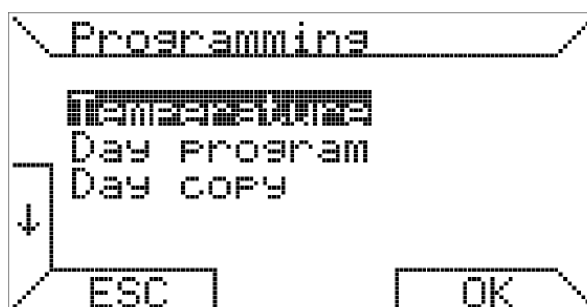 Programming
Temperature
Day program
Day copy
ESC
OK